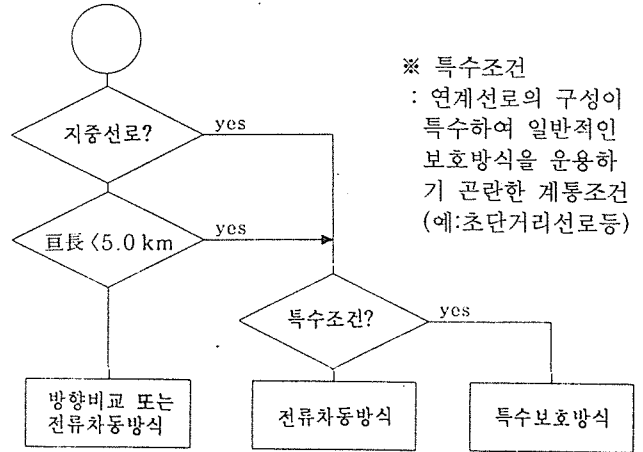 ※ 특수조건
: 연계선로의 구성이
특수하여 일반적인
보호방식을 운용하
기 곤란한 계통조건
(예:초단거리선로등)
지중선로?
yes
亘長<5.0 km
yes
특수조건?
yes
방향비교 또는
전류차동방식
전류차동방식
특수보호방식